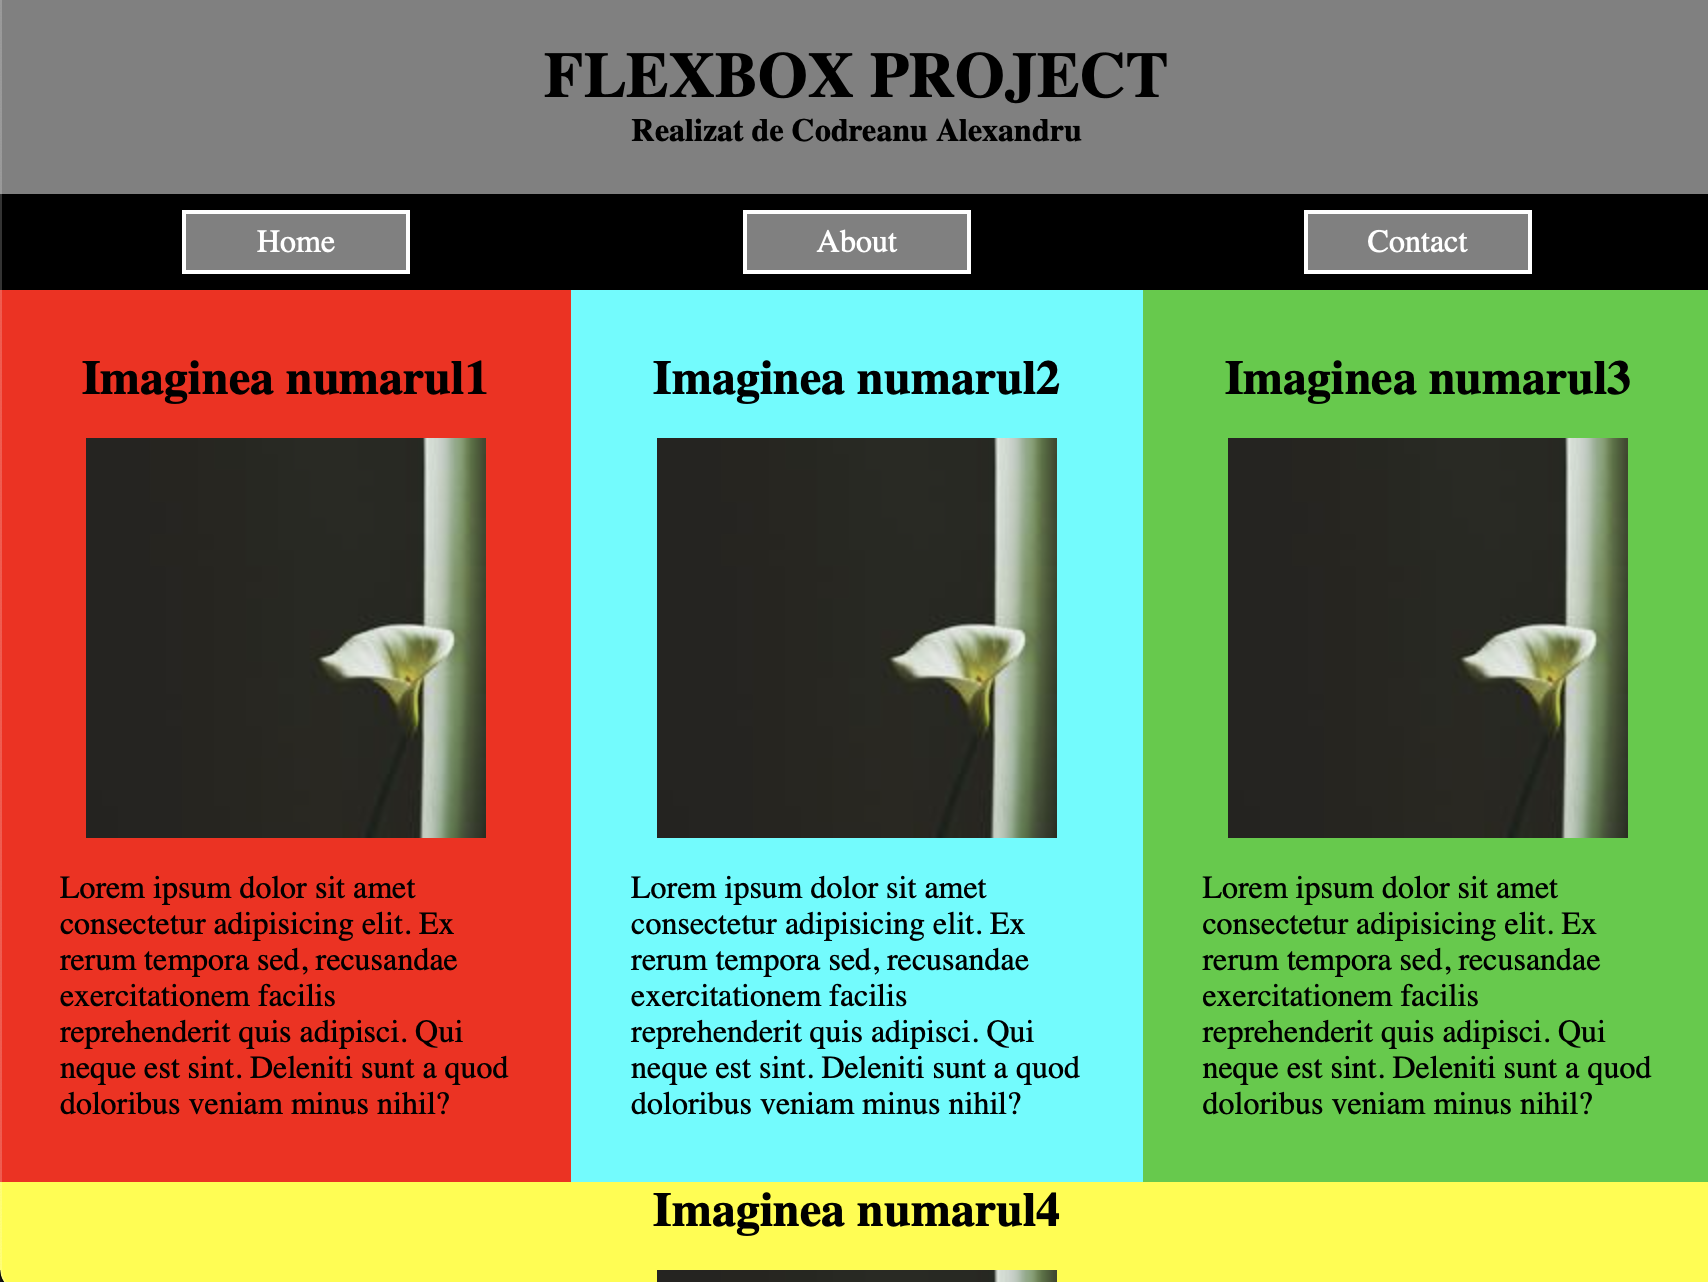 FLEXBOX PROJECT
Realizat de Codreanu Alexandru
Home
About
Contact
Imaginea numarul1
Lorem ipsum dolor sit amet
consectetur adipisicing elit. Ex
rerum tempora sed, recusandae
exercitationem facilis
reprehenderit quis adipisci. Qui
neque est sint. Deleniti sunt a quod
doloribus veniam minus nihil?
Imaginea numarul2
Lorem ipsum dolor sit amet
consectetur adipisicing elit. Ex
rerum tempora sed, recusandae
exercitationem facilis
reprehenderit quis adipisci. Qui
neque est sint. Deleniti sunt a quod
doloribus veniam minus nihil?
Imaginea numarul3
Lorem ipsum dolor sit amet
consectetur adipisicing elit. Ex
rerum tempora sed, recusandae
exercitationem facilis
reprehenderit quis adipisci. Qui
neque est sint. Deleniti sunt a quod
doloribus veniam minus nihil?
Imaginea numarul4